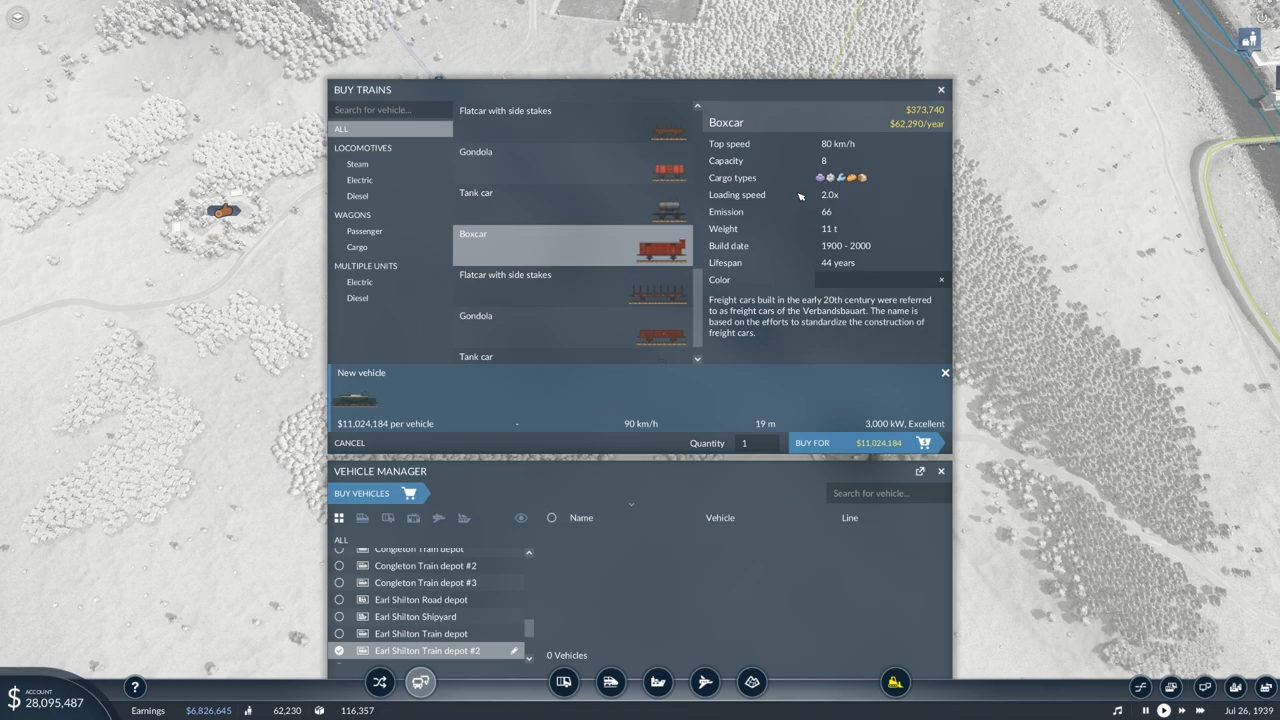 BUY TRAINS
Search for vehicle...
ALL
LOCOMOTIVES
Steam
Electric
Diesel
WAGONS
Passenger
Cargo
MULTIPLE UNITS
Electric
Diesel
Flatcar with side stakes
Gondola
Tank car
Boxcar
Flatcar with side stakes
Gondola
Tank car
$373,740
Boxcar $62,290/year
Top speed 80 km/h
Capacity 8
Cargo types
Loading speed 2.0x
Emission 66
Weight 11 t
Build date 1900 - 2000
Lifespan 44 years
Color
Freight cars built in the early 20th century were referred
to as freight cars of the Verbandsbauart. The name is
based on the efforts to standardize the construction of
freight cars.
New vehicle
$11,024,184 per vehicle - 90 km/h 19 m 3,000 kW, Excellent
CANCEL Quantity 1 BUY FOR $11,024,184
VEHICLE MANAGER
BUY VEHICLES Search for vehicle...
Name Vehicle Line
ALL
Congleton Train depot
Congleton Train depot #2
Congleton Train depot #3
Earl Shilton Road depot
Earl Shilton Shipyard
Earl Shilton Train depot
Earl Shilton Train depot #2
0 Vehicles
$ ACCOUNT
28,095,487
?
Earnings $6,826,645 62,230 116,357 Jul 26, 1939